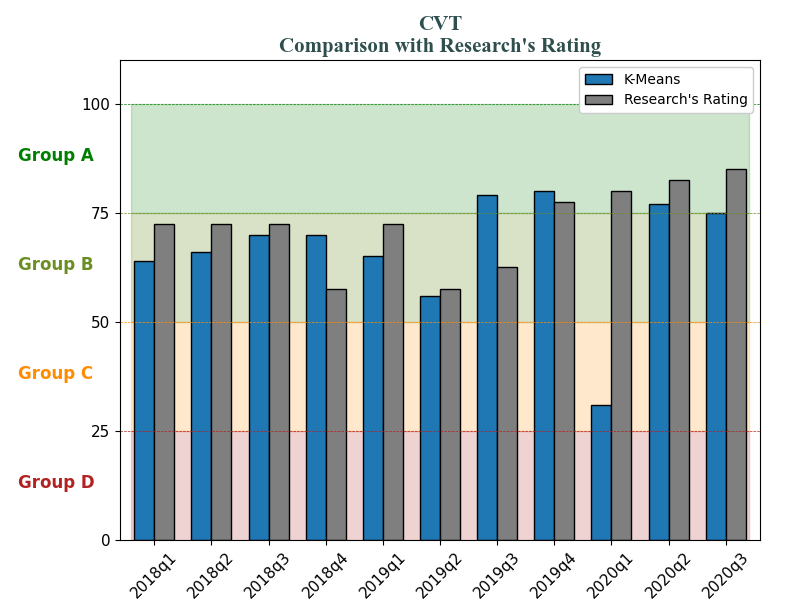 CVT
Comparison with Research's Rating
K-Means
Research's Rating
100
Group A
75
Group B
50
Group C
25
Group D
0
2018q1
2018q2
2018q3
2018q4
2019q1
2019q2
2019q3
2019q4
2020q1
2020q2
2020q3